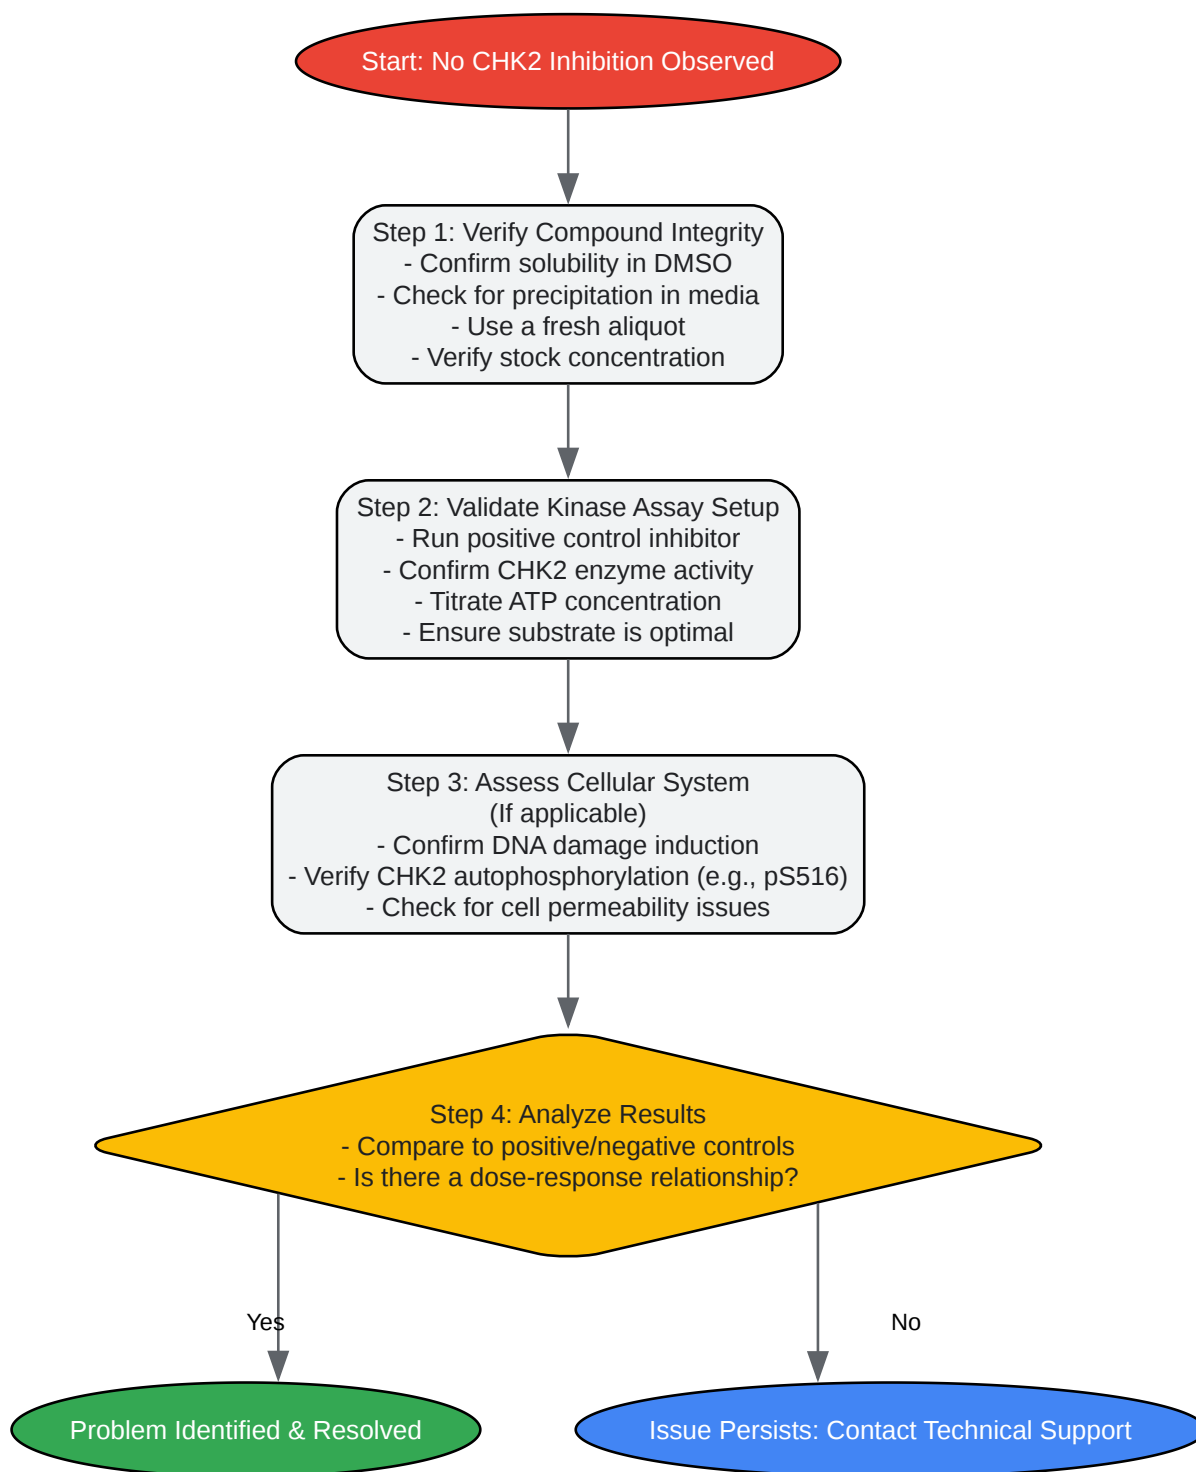 Start: No CHK2 Inhibition Observed
Step 1: Verify Compound Integrity
- Confirm solubility in DMSO
- Check for precipitation in media
- Use a fresh aliquot
- Verify stock concentration
Step 2: Validate Kinase Assay Setup
- Run positive control inhibitor
- Confirm CHK2 enzyme activity
- Titrate ATP concentration
- Ensure substrate is optimal
Step 3: Assess Cellular System
(If applicable)
- Confirm DNA damage induction
- Verify CHK2 autophosphorylation (e.g., pS516)
- Check for cell permeability issues
Step 4: Analyze Results
- Compare to positive/negative controls
- Is there a dose-response relationship?
Yes
No
Problem Identified & Resolved
Issue Persists: Contact Technical Support